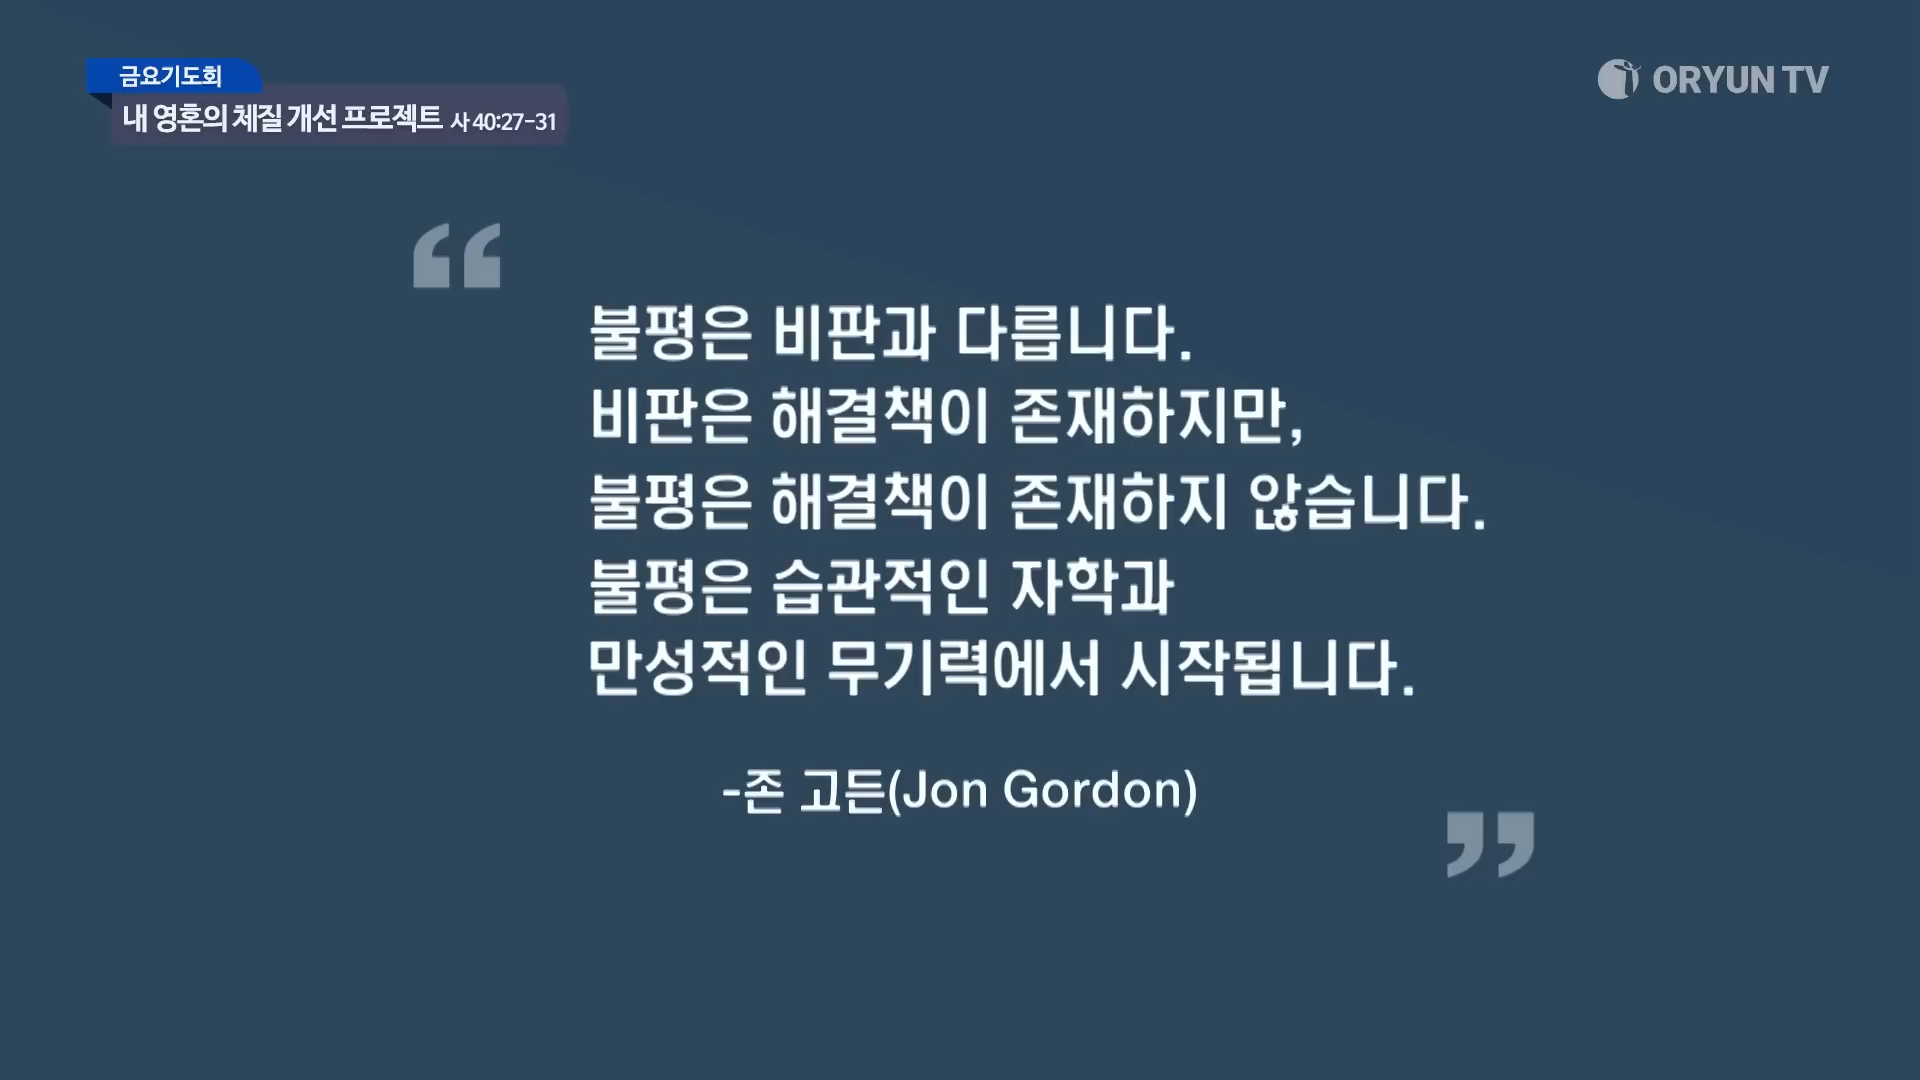 금요기도회
내 영혼의 체질 개선 프로젝트 사 40:27-31
ORYUN TV
“
불평은 비판과 다릅니다.
비판은 해결책이 존재하지만,
불평은 해결책이 존재하지 않습니다.
불평은 습관적인 자학과
만성적인 무기력에서 시작됩니다.
-존 고든(Jon Gordon)
”